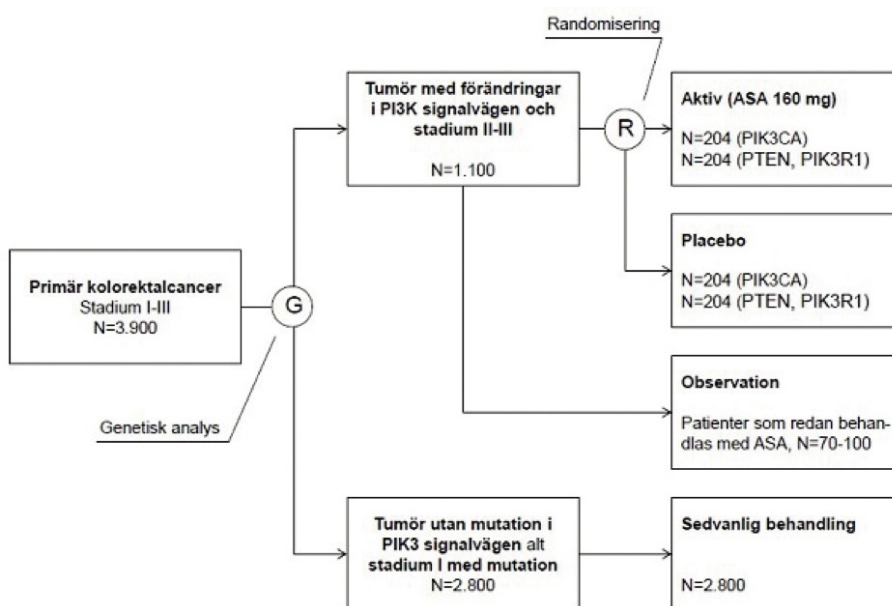 Randomisering
Tumör med förändringar
i PI3K signalvägen och
stadium II-III
N=1.100
R
Aktiv (ASA 160 mg)
N=204 (PIK3CA)
N=204 (PTEN, PIK3R1)
Placebo
N=204 (PIK3CA)
N=204 (PTEN, PIK3R1)
Primär kolorektalcancer
Stadium I-III
N=3.900
G
Genetisk analys
Observation
Patienter som redan behan-
dlas med ASA, N=70-100
Tumör utan mutation i
PIK3 signalvägen alt
stadium I med mutation
N=2.800
Sedvanlig behandling
N=2.800